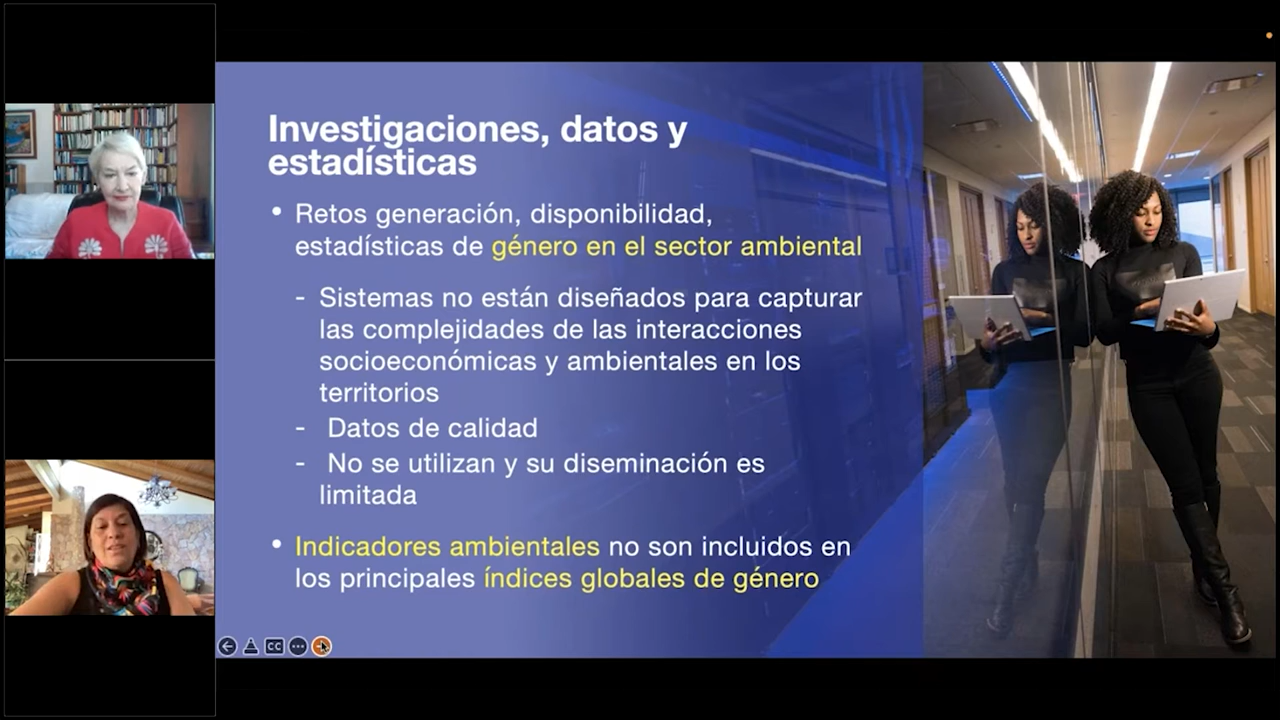 Investigaciones, datos y
estadísticas
• Retos generación, disponibilidad,
estadísticas de género en el sector ambiental
- Sistemas no están diseñados para capturar
las complejidades de las interacciones
socioeconómicas y ambientales en los
territorios
- Datos de calidad
- No se utilizan y su diseminación es
limitada
• Indicadores ambientales no son incluidos en
los principales índices globales de género
CC